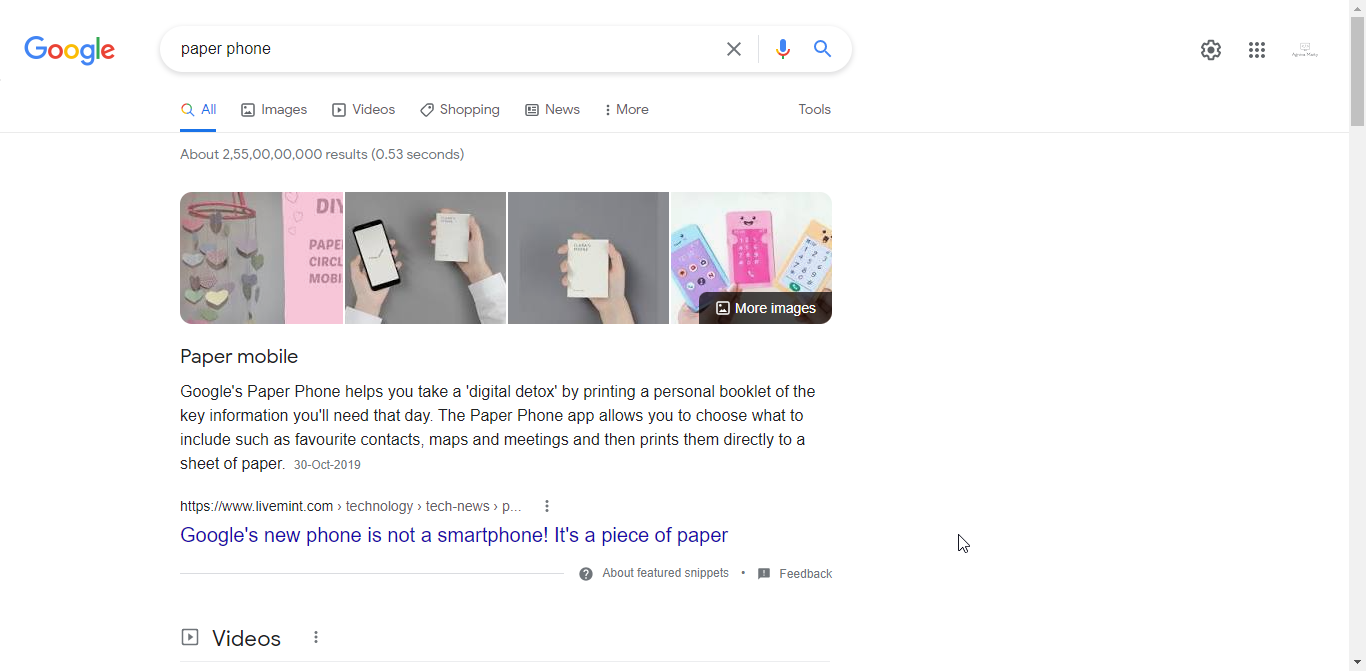 Google
paper phone
All Images Videos Shopping News More Tools
About 2,55,00,00,000 results (0.53 seconds)
DIY
PAPER
CIRCL
MOBI
More images
Paper mobile
Google's Paper Phone helps you take a 'digital detox' by printing a personal booklet of the
key information you'll need that day. The Paper Phone app allows you to choose what to
include such as favourite contacts, maps and meetings and then prints them directly to a
sheet of paper. 30-Oct-2019
https://www.livemint.com › technology › tech-news › p...
Google's new phone is not a smartphone! It's a piece of paper
About featured snippets • Feedback
Videos